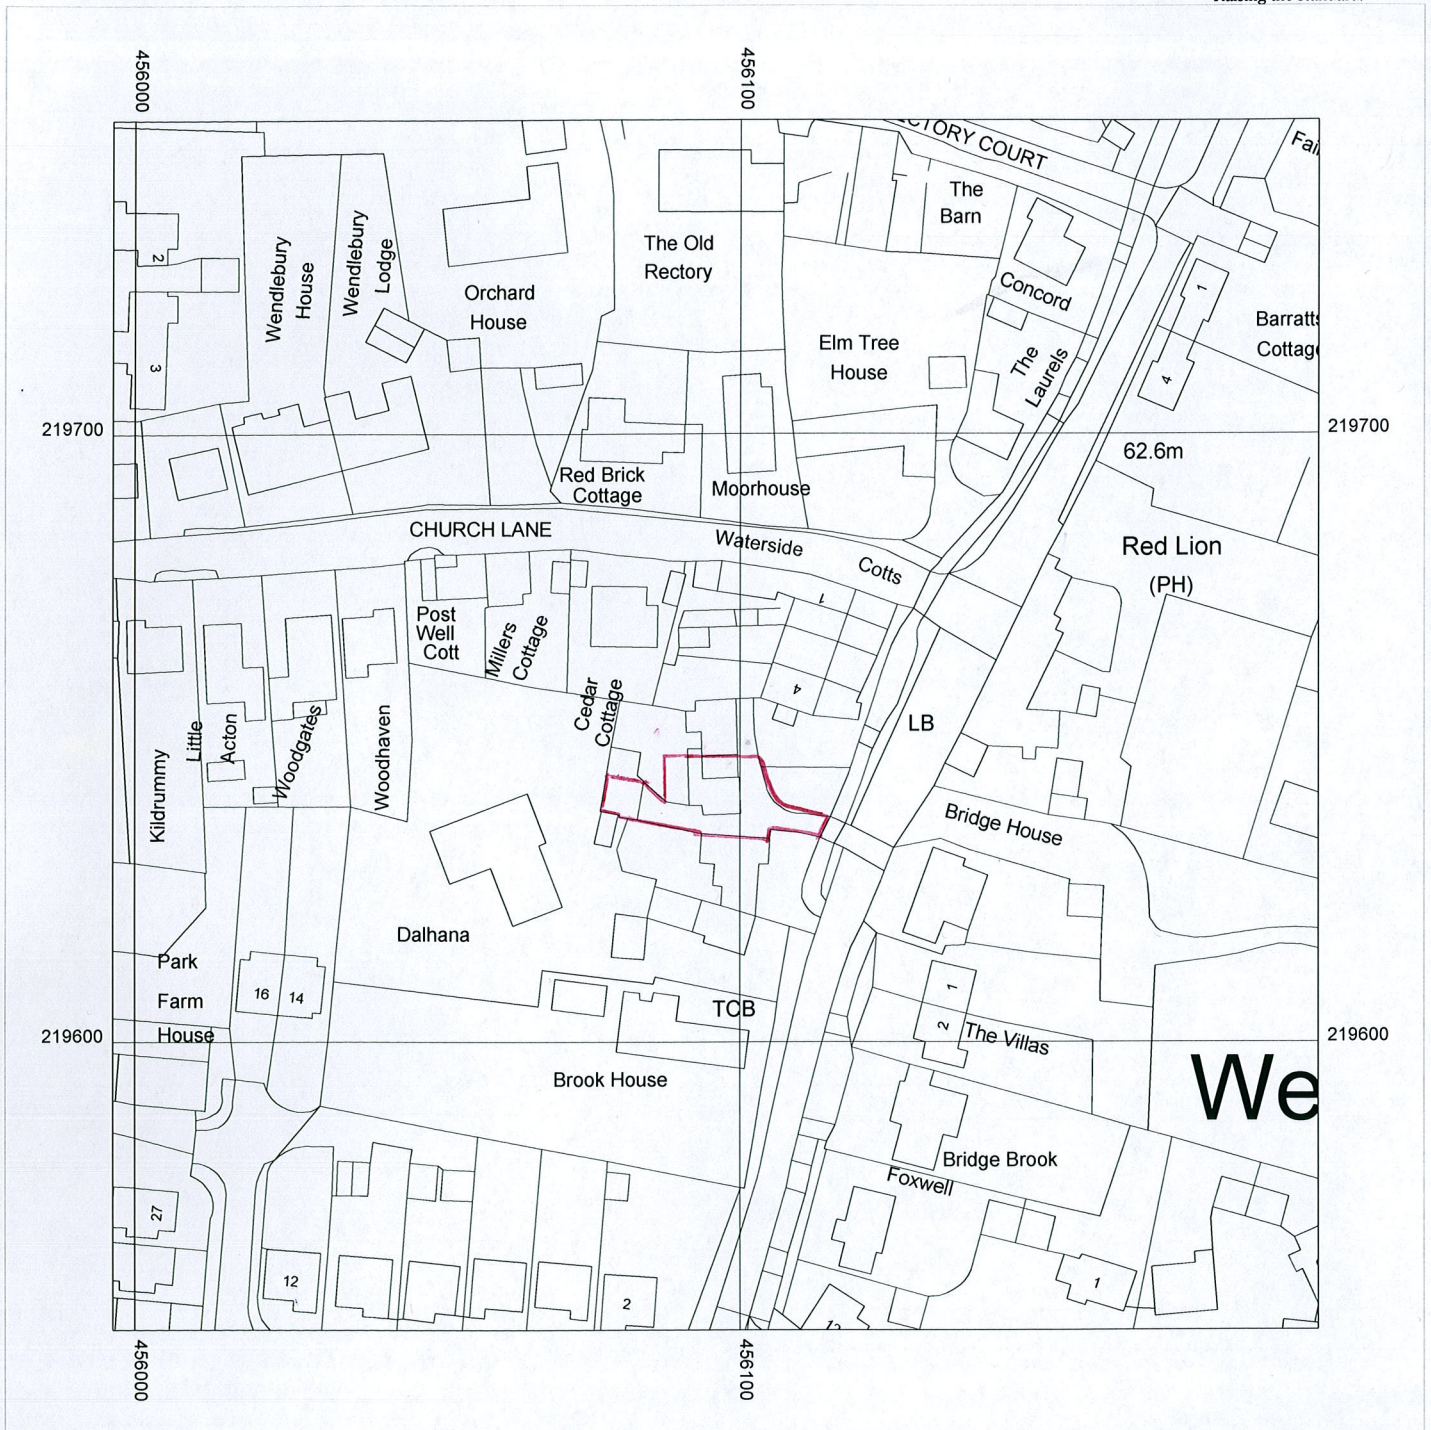 456000
456100
CTORY COURT
The
Barn
2
Wendlebury
House
Wendlebury
Lodge
The Old
Rectory
Orchard
House
Concord
1
Barratts
Cottag
Elm Tree
House
The
Laurels
3
4
219700
219700
62.6m
Red Brick
Cottage
Moorhouse
CHURCH LANE
Waterside
Cotts
Red Lion
(PH)
1
Post
Well
Cott
Millers
Cottage
Cedar
Cottage
4
LB
Kildrummy
Little
Acton
Woodgates
Woodhaven
Bridge House
Dalhana
Park
Farm
House
16
14
TCB
1
2
The Villas
219600
219600
Brook House
We
Bridge Brook
Foxwell
27
12
2
1
456000
456100